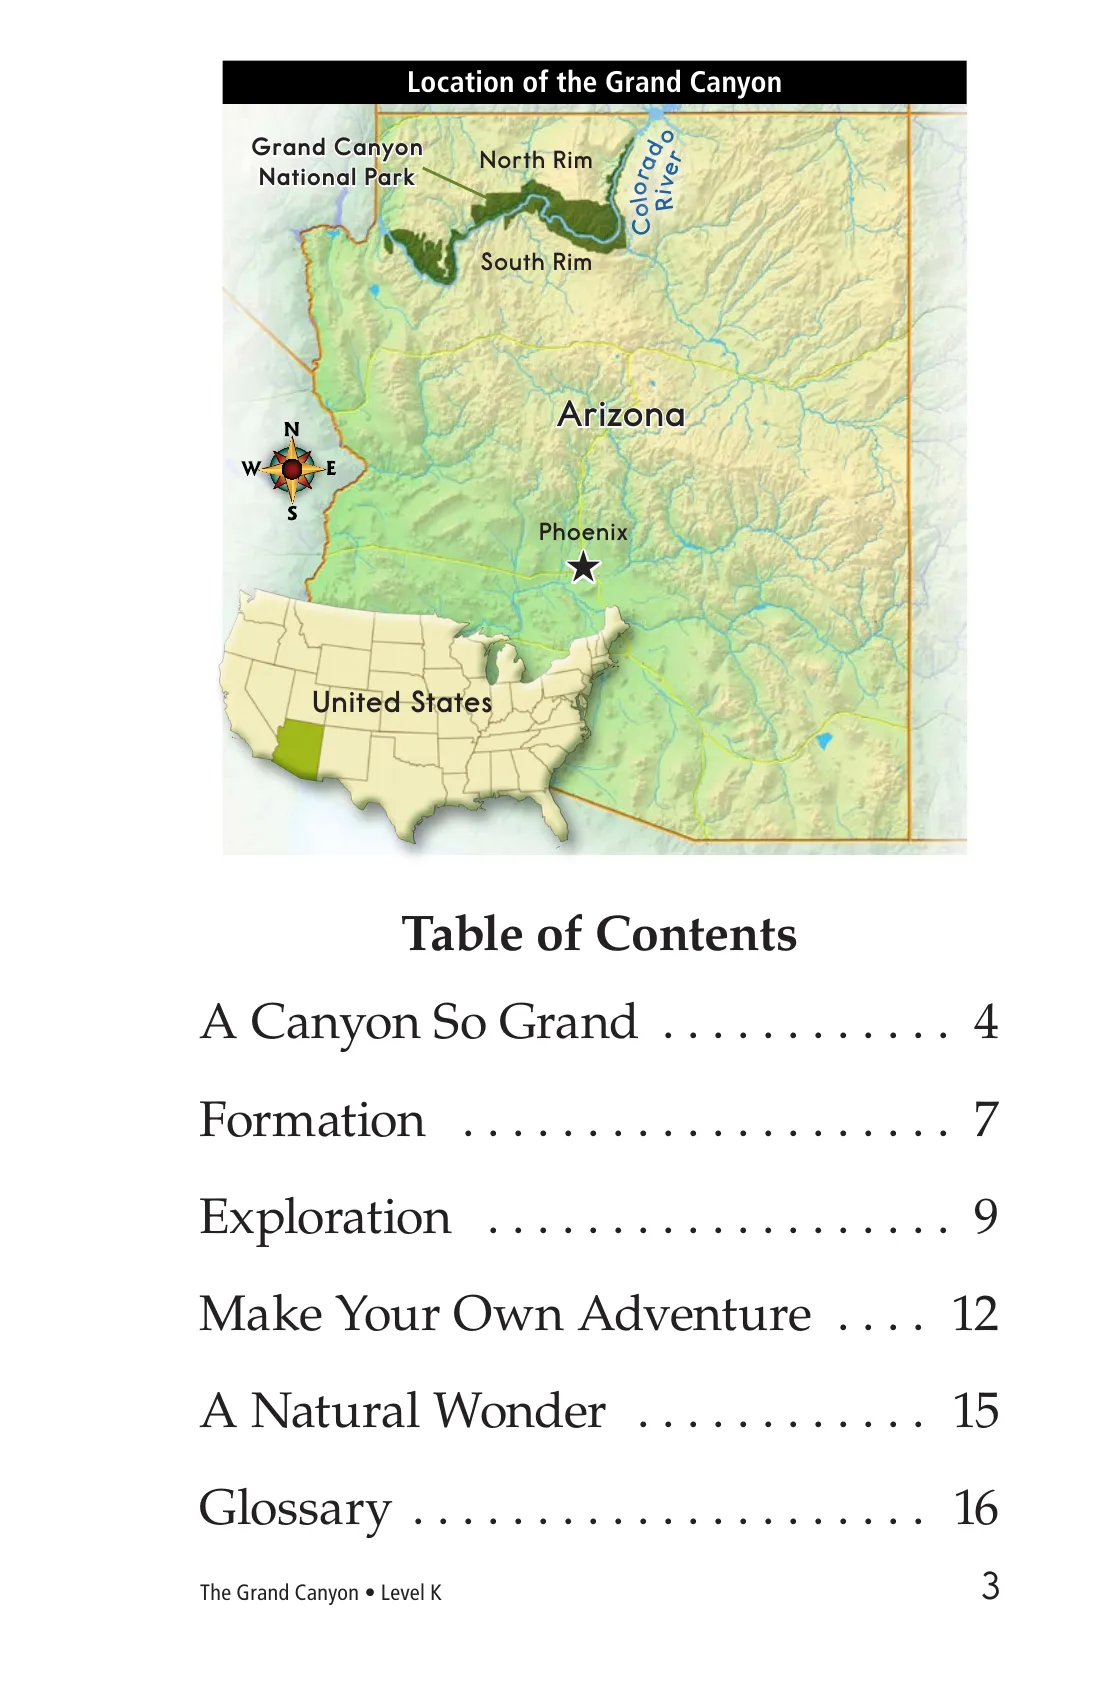 Location of the Grand Canyon
Grand Canyon
National Park
North Rim
Colorado
River
South Rim
Arizona
N
W E
S
Phoenix
United States
Table of Contents
A Canyon So Grand . . . . . . . . . . . . 4
Formation . . . . . . . . . . . . . . . . . . . . 7
Exploration . . . . . . . . . . . . . . . . . . . 9
Make Your Own Adventure . . . . 12
A Natural Wonder . . . . . . . . . . . . 15
Glossary . . . . . . . . . . . . . . . . . . . . . 16
The Grand Canyon • Level K 3